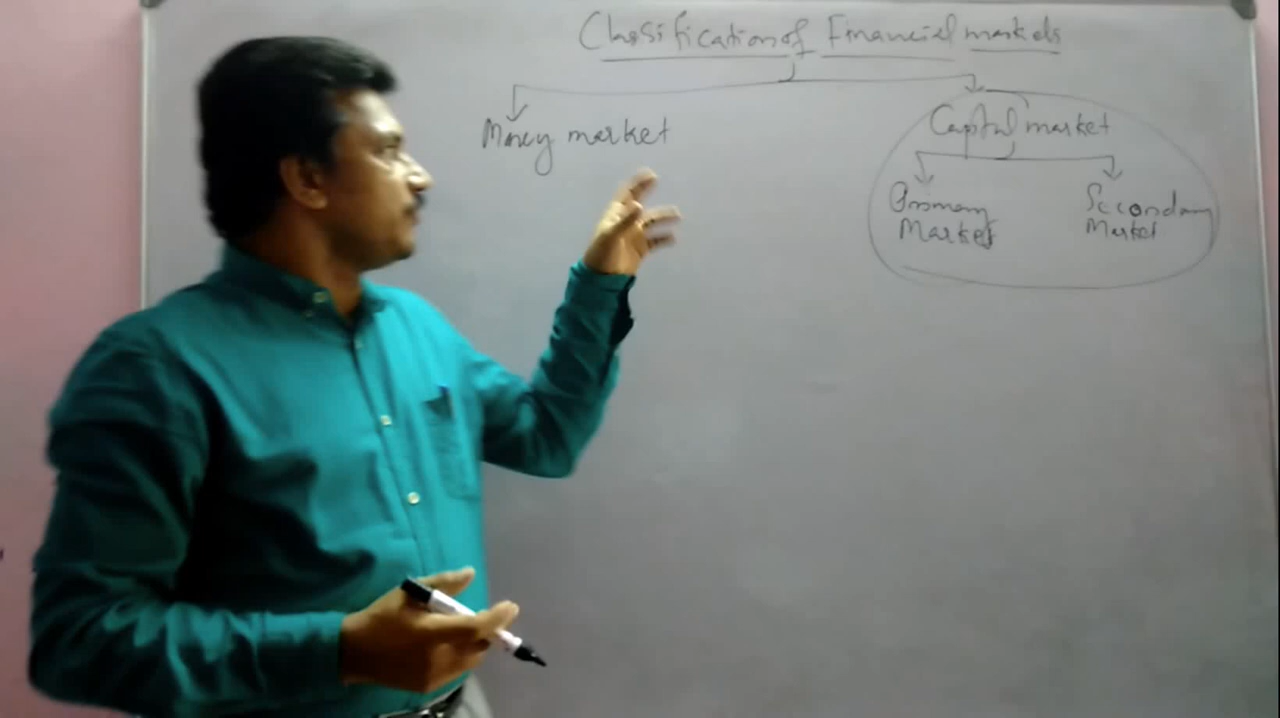 Classification of Financial markets
Money market
Capital market
Primary
Market
Secondary
Market